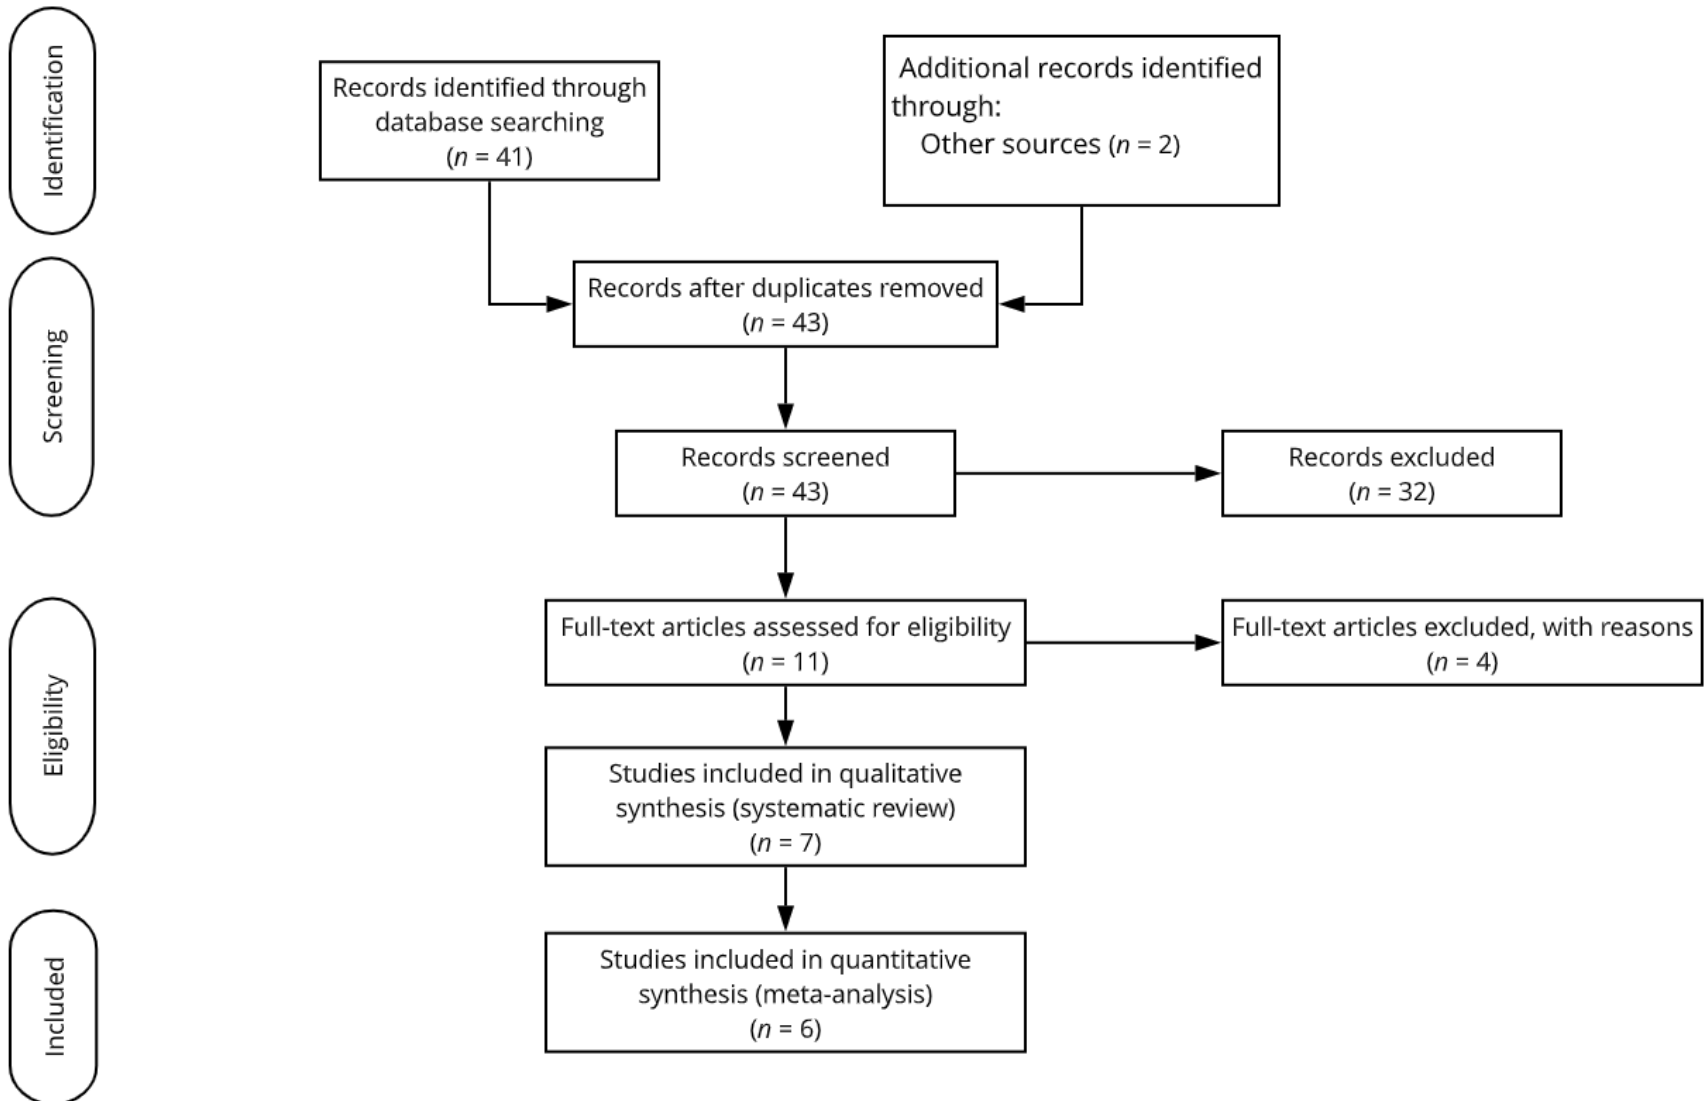 Identification
Records identified through
database searching
(n = 41)
Additional records identified
through:
Other sources (n = 2)
Screening
Records after duplicates removed
(n = 43)
Records screened
(n = 43)
Records excluded
(n = 32)
Eligibility
Full-text articles assessed for eligibility
(n = 11)
Full-text articles excluded, with reasons
(n = 4)
Studies included in qualitative
synthesis (systematic review)
(n = 7)
Included
Studies included in quantitative
synthesis (meta-analysis)
(n = 6)